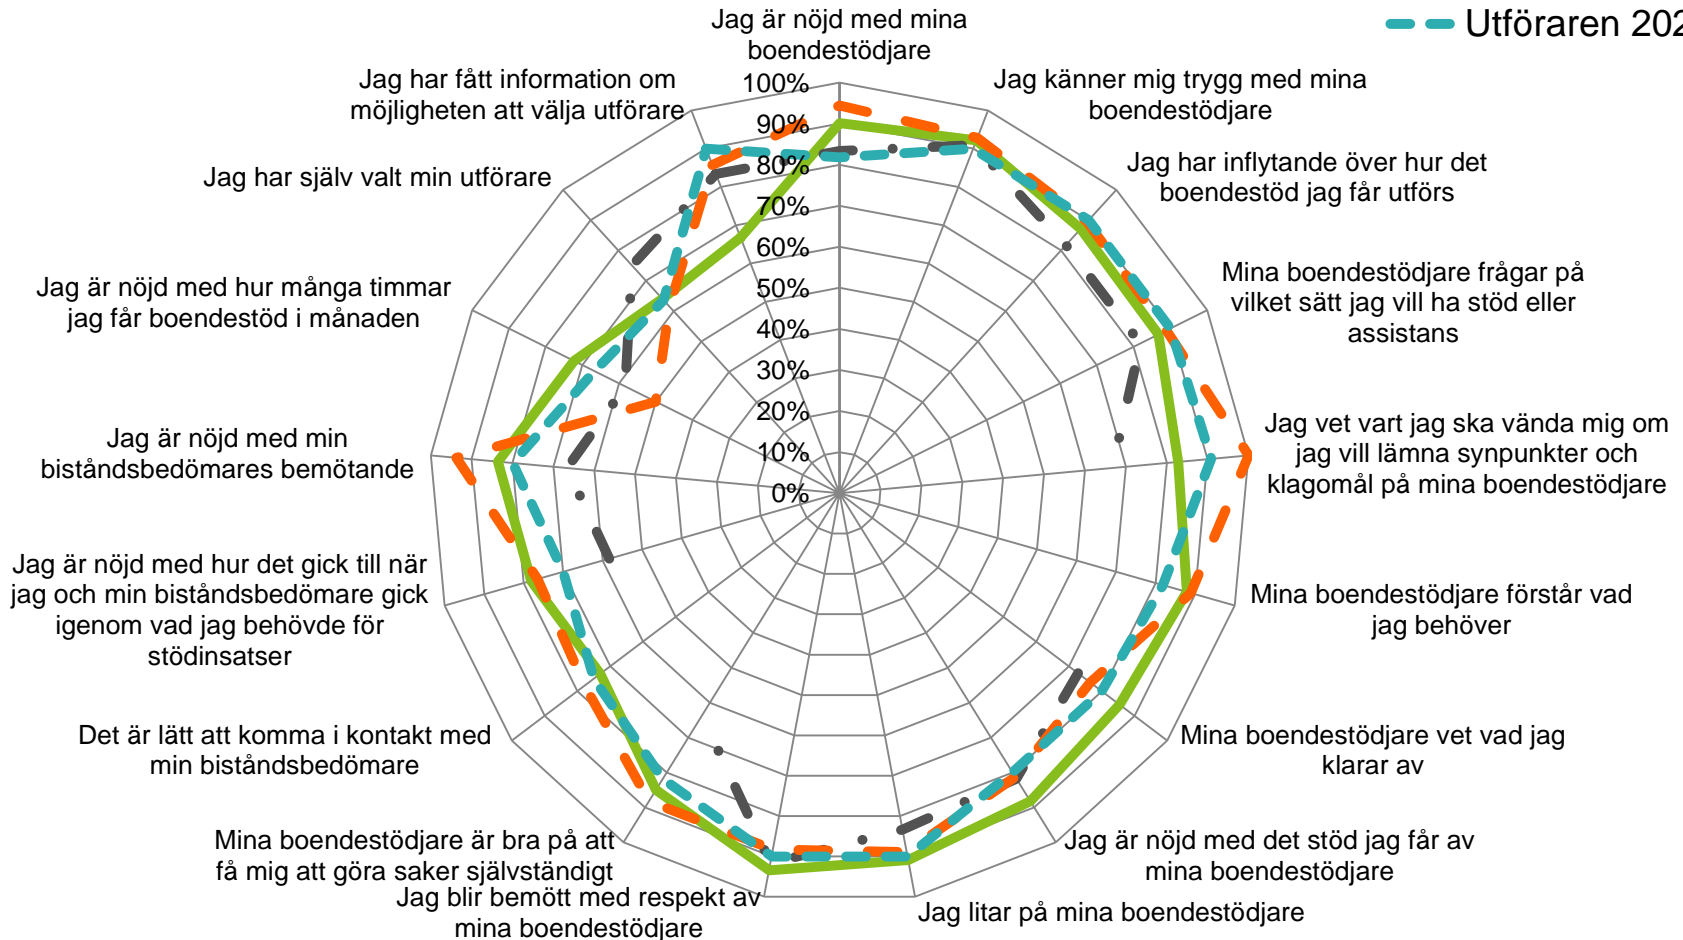 Utföraren 202
Jag är nöjd med mina
boendestödjare
Jag känner mig trygg med mina
boendestödjare
Jag har inflytande över hur det
boendestöd jag får utförs
Mina boendestödjare frågar på
vilket sätt jag vill ha stöd eller
assistans
Jag vet vart jag ska vända mig om
jag vill lämna synpunkter och
klagomål på mina boendestödjare
Mina boendestödjare förstår vad
jag behöver
Mina boendestödjare vet vad jag
klarar av
Jag är nöjd med det stöd jag får av
mina boendestödjare
Jag litar på mina boendestödjare
Jag blir bemött med respekt av
mina boendestödjare
Mina boendestödjare är bra på att
få mig att göra saker självständigt
Det är lätt att komma i kontakt med
min biståndsbedömare
Jag är nöjd med hur det gick till när
jag och min biståndsbedömare gick
igenom vad jag behövde för
stödinsatser
Jag är nöjd med min
biståndsbedömares bemötande
Jag är nöjd med hur många timmar
jag får boendestöd i månaden
Jag har själv valt min utförare
Jag har fått information om
möjligheten att välja utförare
100%
90%
80%
70%
60%
50%
40%
30%
20%
10%
0%